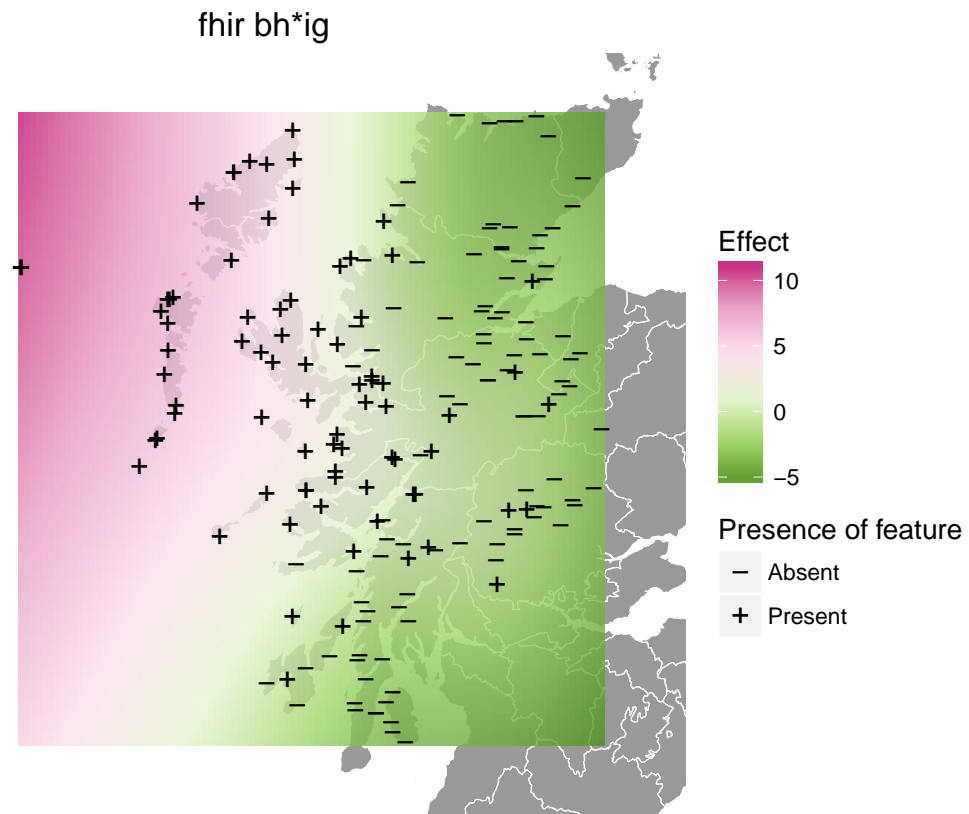 fhir bh*ig
Effect
10
5
0
−5
Presence of feature
− Absent
+ Present